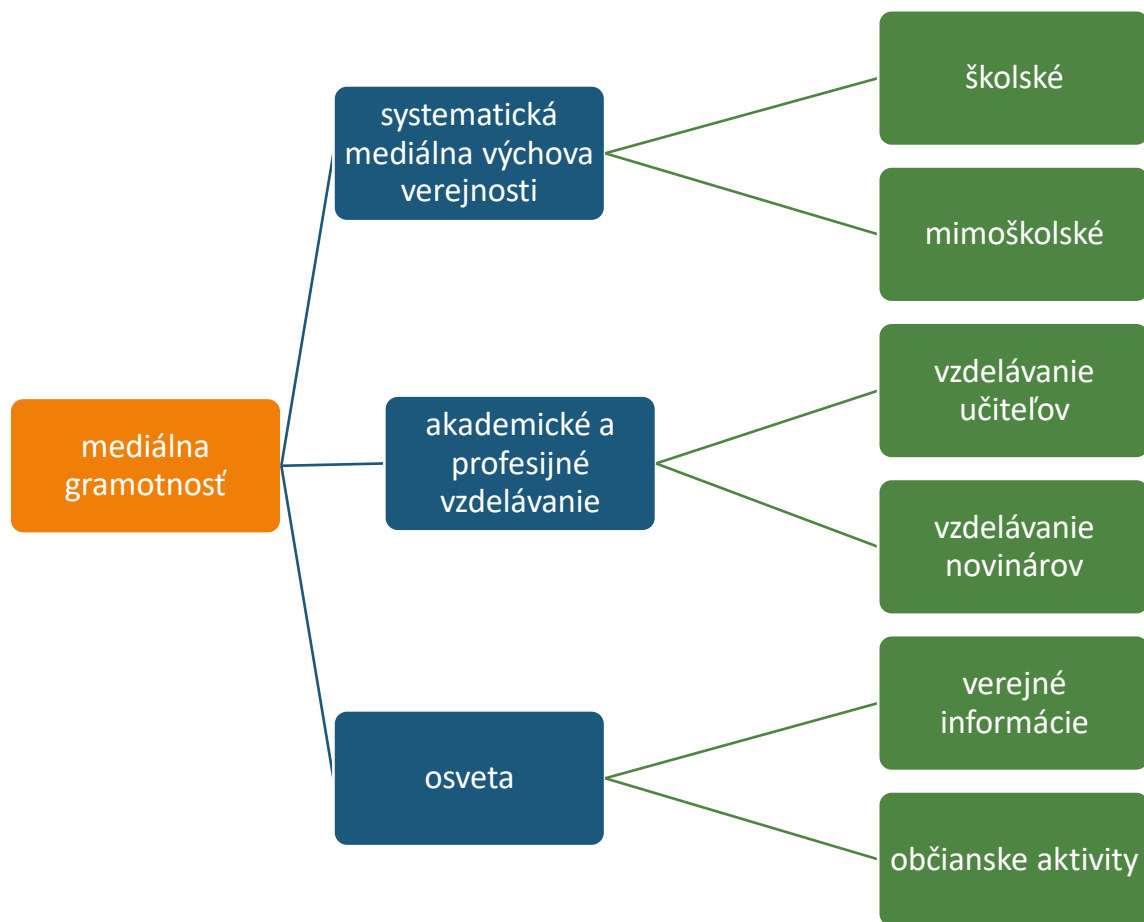 mediálna
gramotnosť
systematická
mediálna výchova
verejnosti
školské
mimoškolské
akademické a
profesijné
vzdelávanie
vzdelávanie
učiteľov
vzdelávanie
novinárov
osveta
verejné
informácie
občianske aktivity